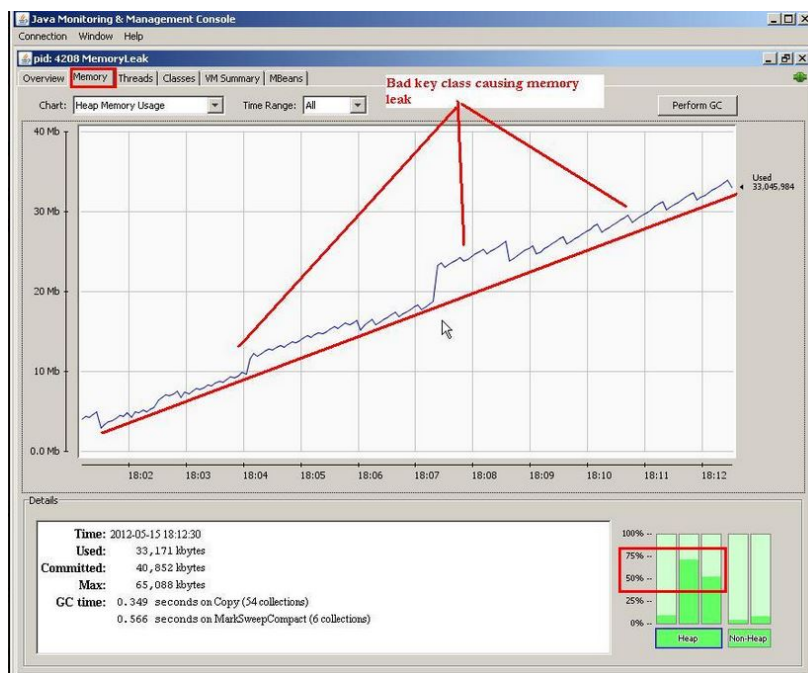 Java Monitoring & Management Console
Connection Window Help
pid: 4208 MemoryLeak
Overview Memory Threads Classes VM Summary MBeans
Bad key class causing memory
leak
Chart: Heap Memory Usage Time Range: All Perform GC
40 Mb
30 Mb
20 Mb
10 Mb
0.0 Mb
Used
33,045,984
18:02 18:03 18:04 18:05 18:06 18:07 18:08 18:09 18:10 18:11 18:12
Details
Time: 2012-05-15 18:12:30
Used: 33,171 kbytes
Committed: 40,852 kbytes
Max: 65,088 kbytes
GC time: 0.349 seconds on Copy (54 collections)
0.566 seconds on MarkSweepCompact (6 collections)
100% --
75% --
50% --
25% --
0% --
Heap Non-Heap